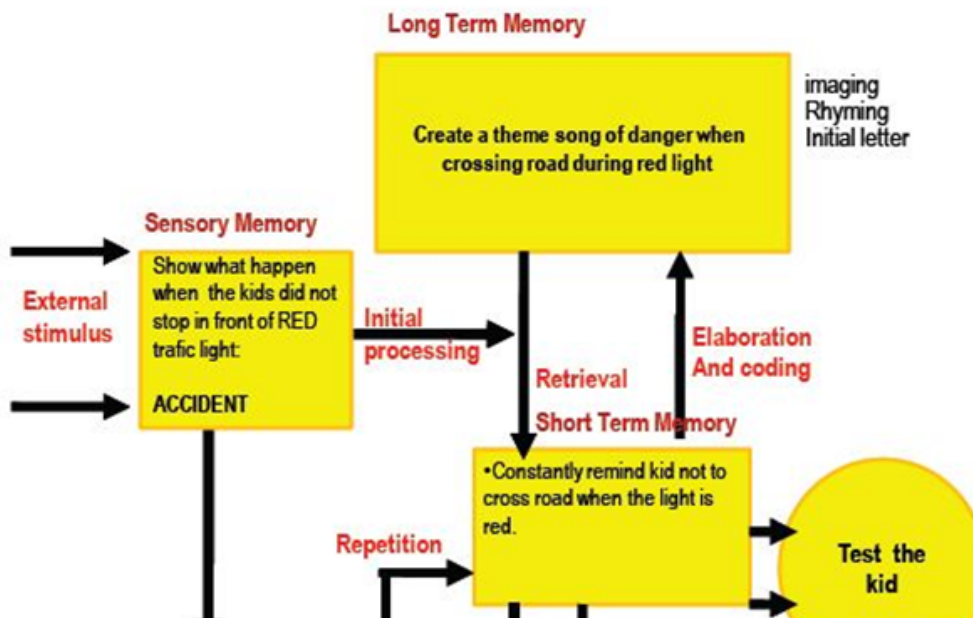 Long Term Memory
Create a theme song of danger when
crossing road during red light
imaging
Rhyming
Initial letter
Sensory Memory
Show what happen
when the kids did not
stop in front of RED
trafic light:
ACCIDENT
External
stimulus
Initial
processing
Retrieval
Elaboration
And coding
Short Term Memory
•Constantly remind kid not to
cross road when the light is
red.
Repetition
Test the
kid